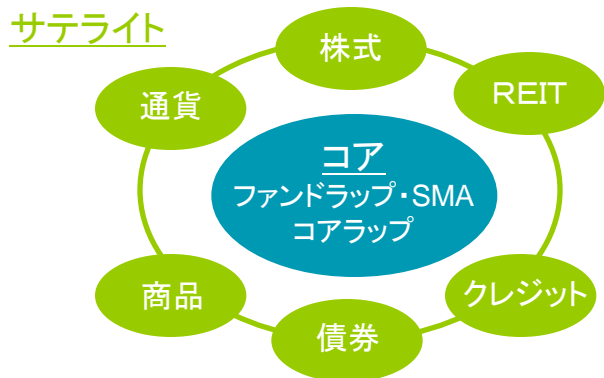 サテライト
株式
通貨
REIT
コア
ファンドラップ・SMA
コアラップ
商品
クレジット
債券